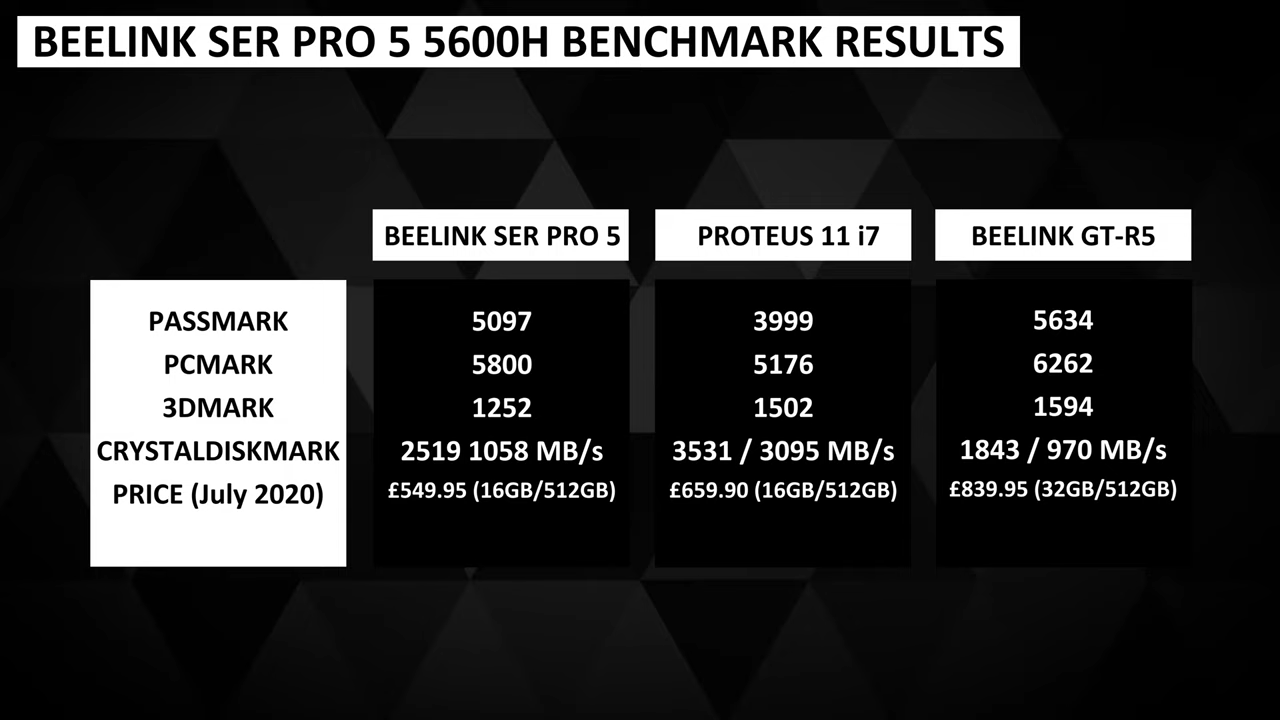 BEELINK SER PRO 5 5600H BENCHMARK RESULTS
BEELINK SER PRO 5 PROTEUS 11 i7 BEELINK GT-R5
PASSMARK 5097 3999 5634
PCMARK 5800 5176 6262
3DMARK 1252 1502 1594
CRYSTALDISKMARK 2519 1058 MB/s 3531 / 3095 MB/s 1843 / 970 MB/s
PRICE (July 2020) £549.95 (16GB/512GB) £659.90 (16GB/512GB) £839.95 (32GB/512GB)